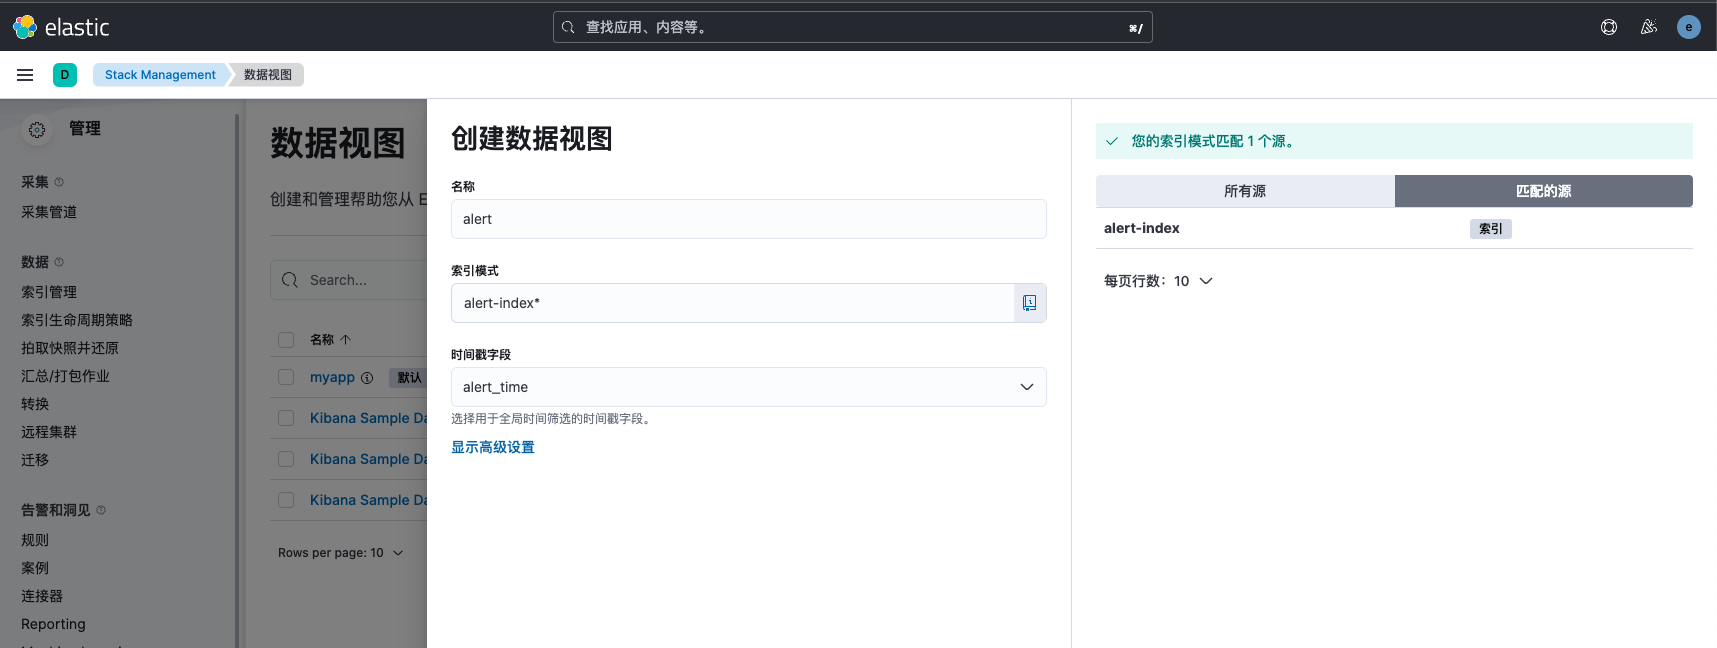 elastic
查找应用、内容等。
⌘/
e
D
Stack Management
数据视图
管理
采集
采集管道
数据
索引管理
索引生命周期策略
拍取快照并还原
汇总/打包作业
转换
远程集群
迁移
告警和洞见
规则
案例
连接器
Reporting
数据视图
创建和管理帮助您从 E
Search...
名称
myapp
默认
Kibana Sample Da
Kibana Sample Da
Kibana Sample Da
Rows per page: 10
创建数据视图
名称
alert
索引模式
alert-index*
时间戳字段
alert_time
选择用于全局时间筛选的时间戳字段。
显示高级设置
您的索引模式匹配 1 个源。
所有源
匹配的源
alert-index
索引
每页行数：10